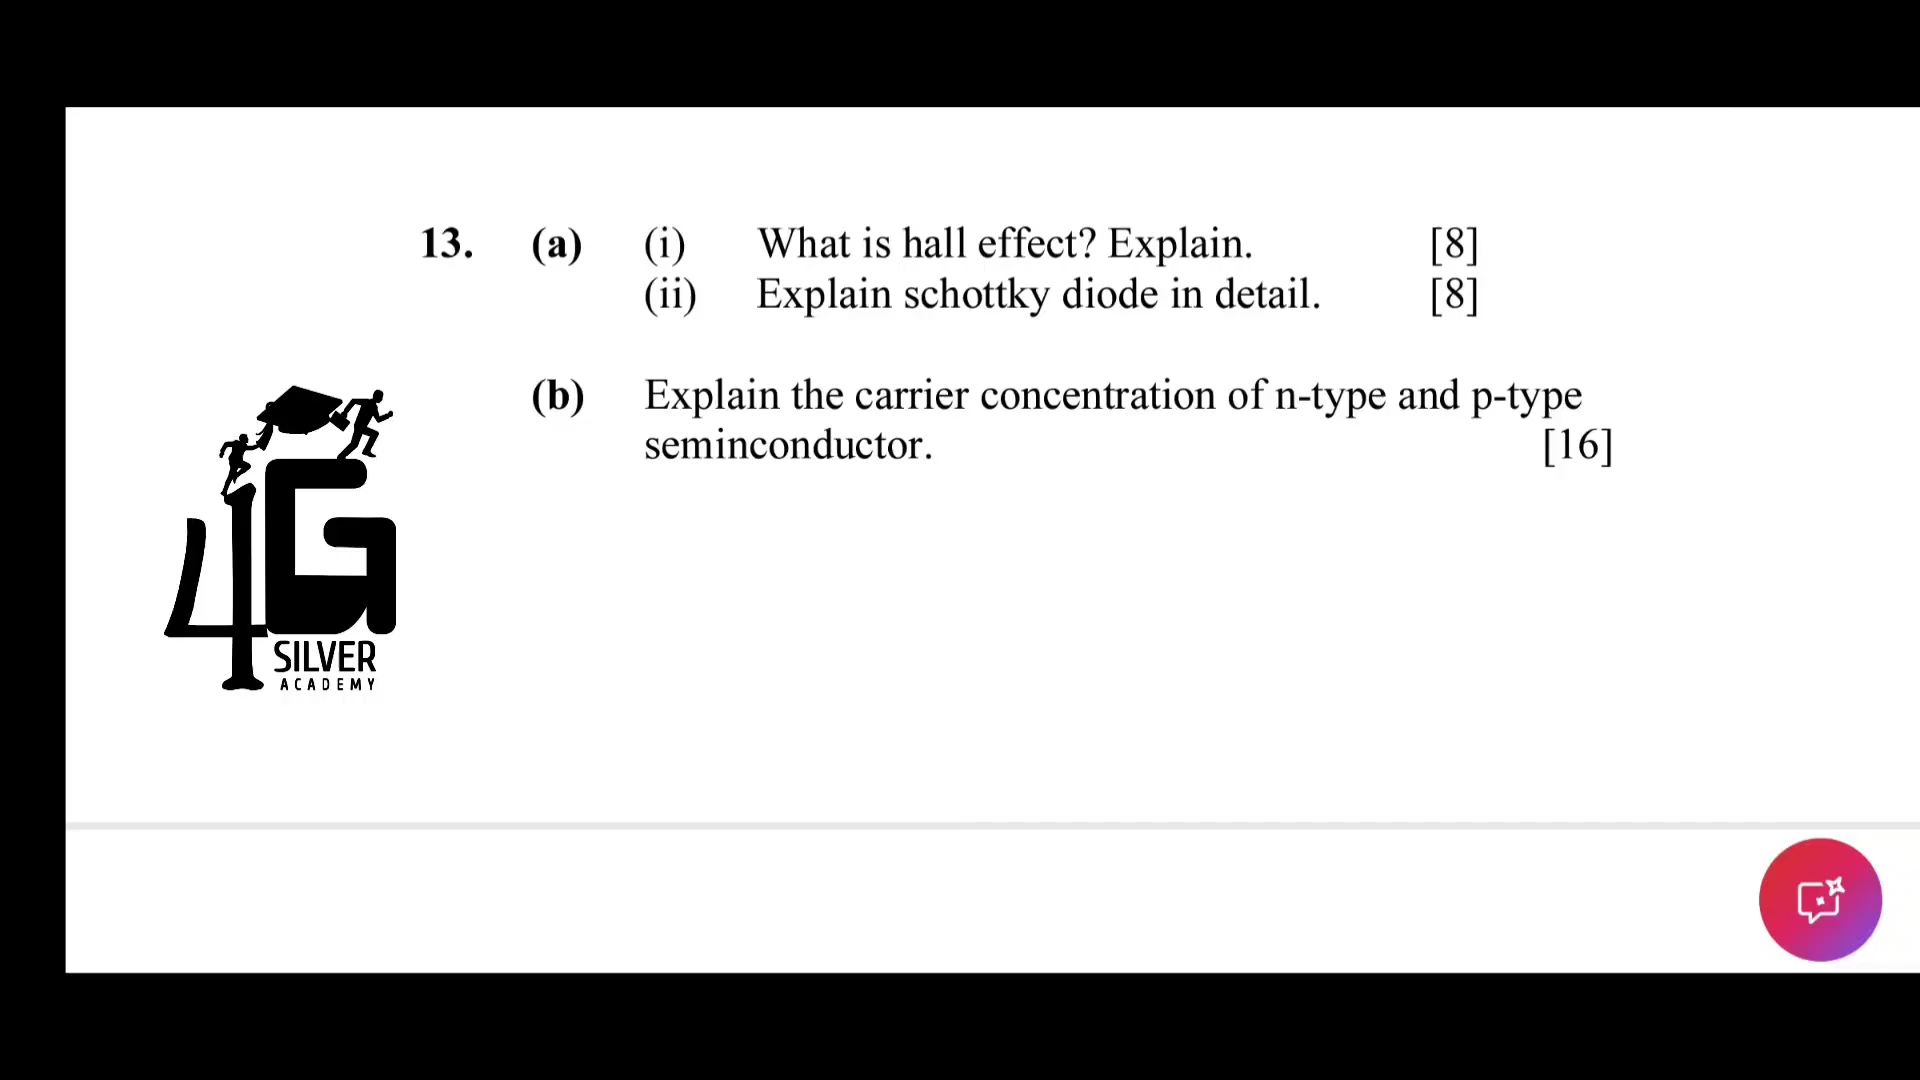 13. (a) (i) What is hall effect? Explain. [8]
(ii) Explain schottky diode in detail. [8]
(b) Explain the carrier concentration of n-type and p-type
seminconductor. [16]
4G
SILVER
ACADEMY